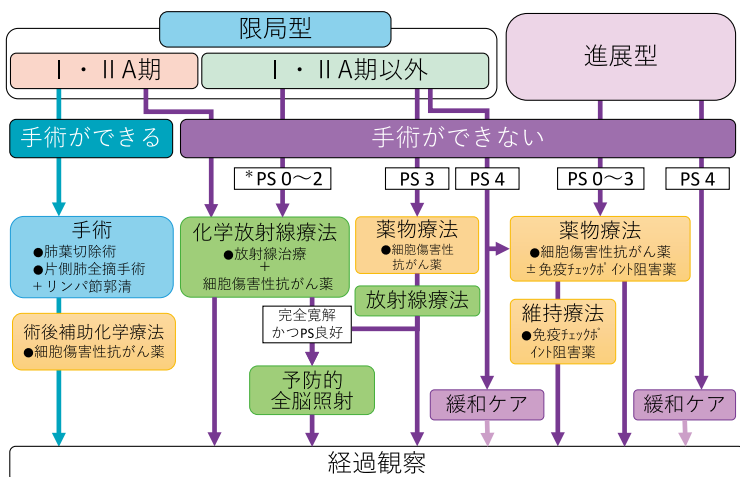 限局型
進展型
I・IIA期
I・IIA期以外
手術ができる
手術ができない
*PS 0〜2
PS 3
PS 4
PS 0〜3
PS 4
手術
●肺葉切除術
●片側肺全摘手術
+リンパ節郭清
化学放射線療法
●放射線治療
+
細胞傷害性抗がん薬
薬物療法
●細胞傷害性
抗がん薬
薬物療法
●細胞傷害性抗がん薬
±免疫チェックポイント阻害薬
放射線療法
術後補助化学療法
●細胞傷害性抗がん薬
完全寛解
かつPS良好
維持療法
●免疫チェックポ
イント阻害薬
予防的
全脳照射
緩和ケア
緩和ケア
経過観察